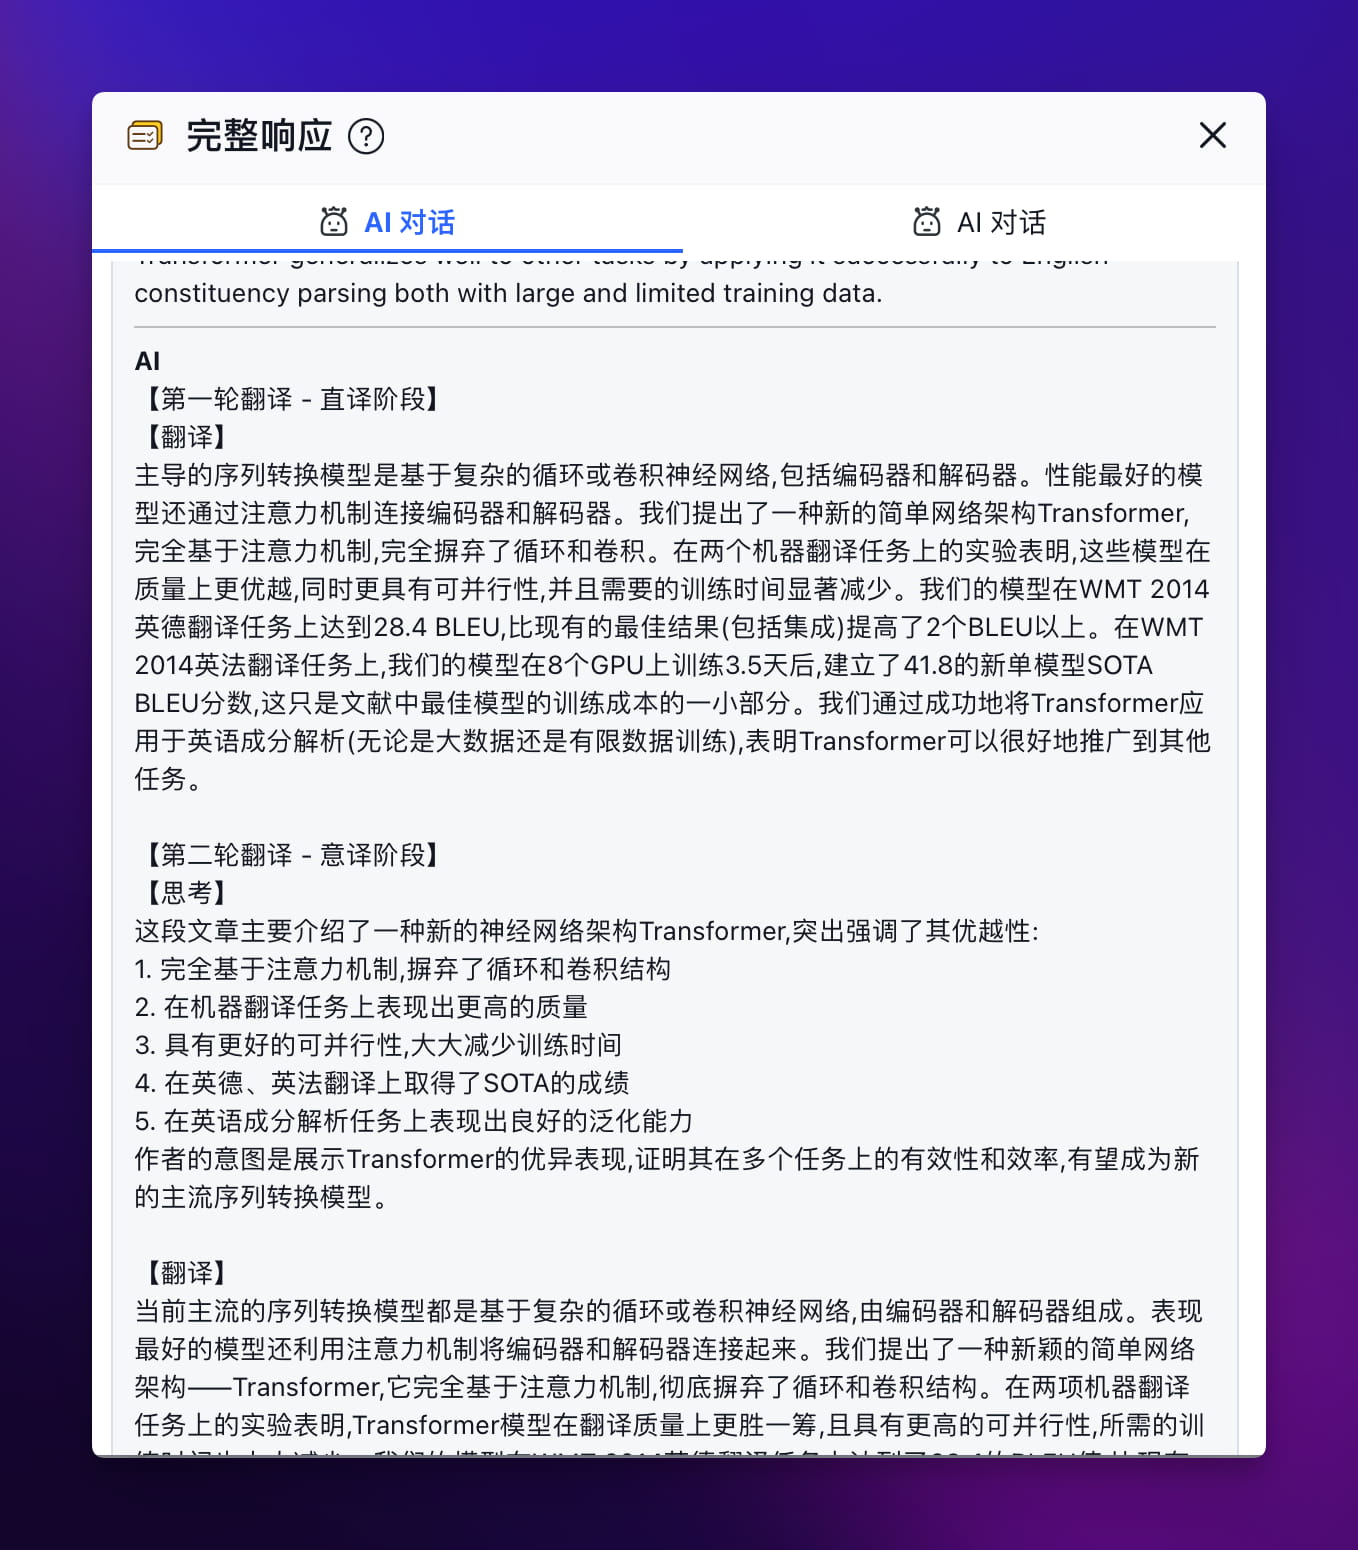 完整响应
AI 对话
AI 对话
Transformer generalizes well to other tasks by applying it successfully to English
constituency parsing both with large and limited training data.
AI
【第一轮翻译 - 直译阶段】
【翻译】
主导的序列转换模型是基于复杂的循环或卷积神经网络,包括编码器和解码器。性能最好的模
型还通过注意力机制连接编码器和解码器。我们提出了一种新的简单网络架构Transformer,
完全基于注意力机制,完全摒弃了循环和卷积。在两个机器翻译任务上的实验表明,这些模型在
质量上更优越,同时更具有可并行性,并且需要的训练时间显著减少。我们的模型在WMT 2014
英德翻译任务上达到28.4 BLEU,比现有的最佳结果(包括集成)提高了2个BLEU以上。在WMT
2014英法翻译任务上,我们的模型在8个GPU上训练3.5天后,建立了41.8的新单模型SOTA
BLEU分数,这只是文献中最佳模型的训练成本的一小部分。我们通过成功地将Transformer应
用于英语成分解析(无论是大数据还是有限数据训练),表明Transformer可以很好地推广到其他
任务。
【第二轮翻译 - 意译阶段】
【思考】
这段文章主要介绍了一种新的神经网络架构Transformer,突出强调了其优越性:
1. 完全基于注意力机制,摒弃了循环和卷积结构
2. 在机器翻译任务上表现出更高的质量
3. 具有更好的可并行性,大大减少训练时间
4. 在英德、英法翻译上取得了SOTA的成绩
5. 在英语成分解析任务上表现出良好的泛化能力
作者的意图是展示Transformer的优异表现,证明其在多个任务上的有效性和效率,有望成为新
的主流序列转换模型。
【翻译】
当前主流的序列转换模型都是基于复杂的循环或卷积神经网络,由编码器和解码器组成。表现
最好的模型还利用注意力机制将编码器和解码器连接起来。我们提出了一种新颖的简单网络
架构——Transformer,它完全基于注意力机制,彻底摒弃了循环和卷积结构。在两项机器翻译
任务上的实验表明,Transformer模型在翻译质量上更胜一筹,且具有更高的可并行性,所需的训